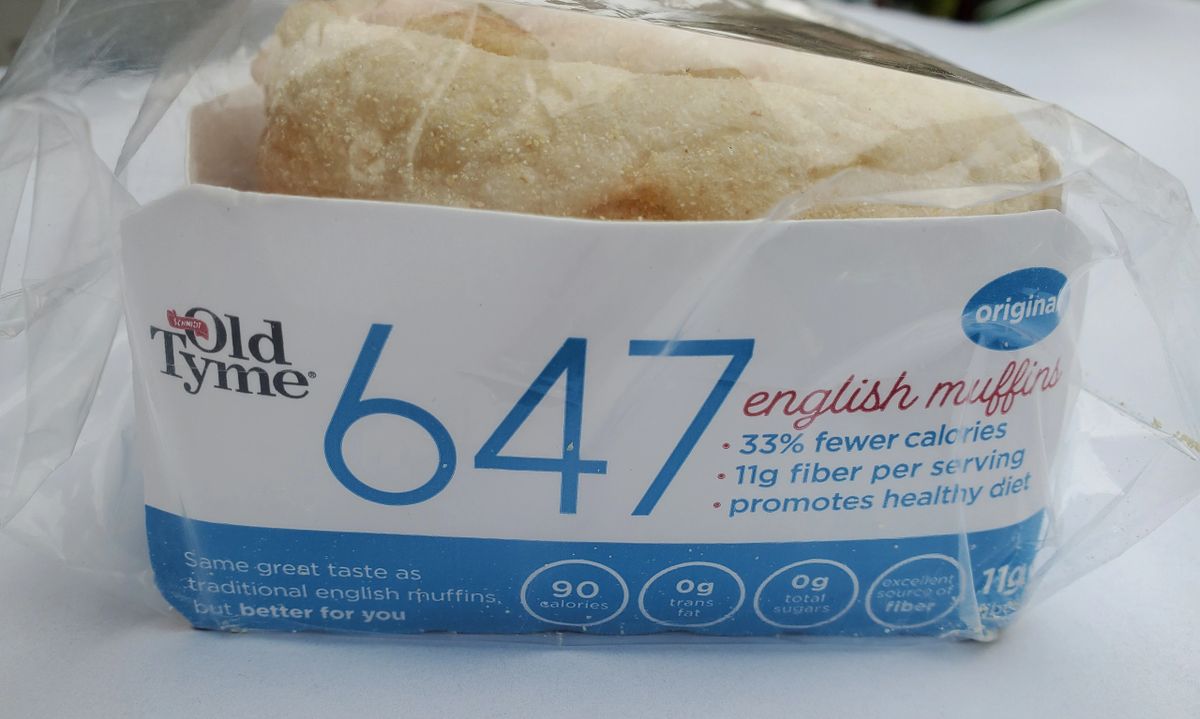 SCHMIDT
Old
Tyme®
647
original
english muffins
• 33% fewer calories
• 11g fiber per serving
• promotes healthy diet
Same great taste as
traditional english muffins,
but better for you
90
calories
0g
trans
fat
0g
total
sugars
excellent
source of
fiber
11g